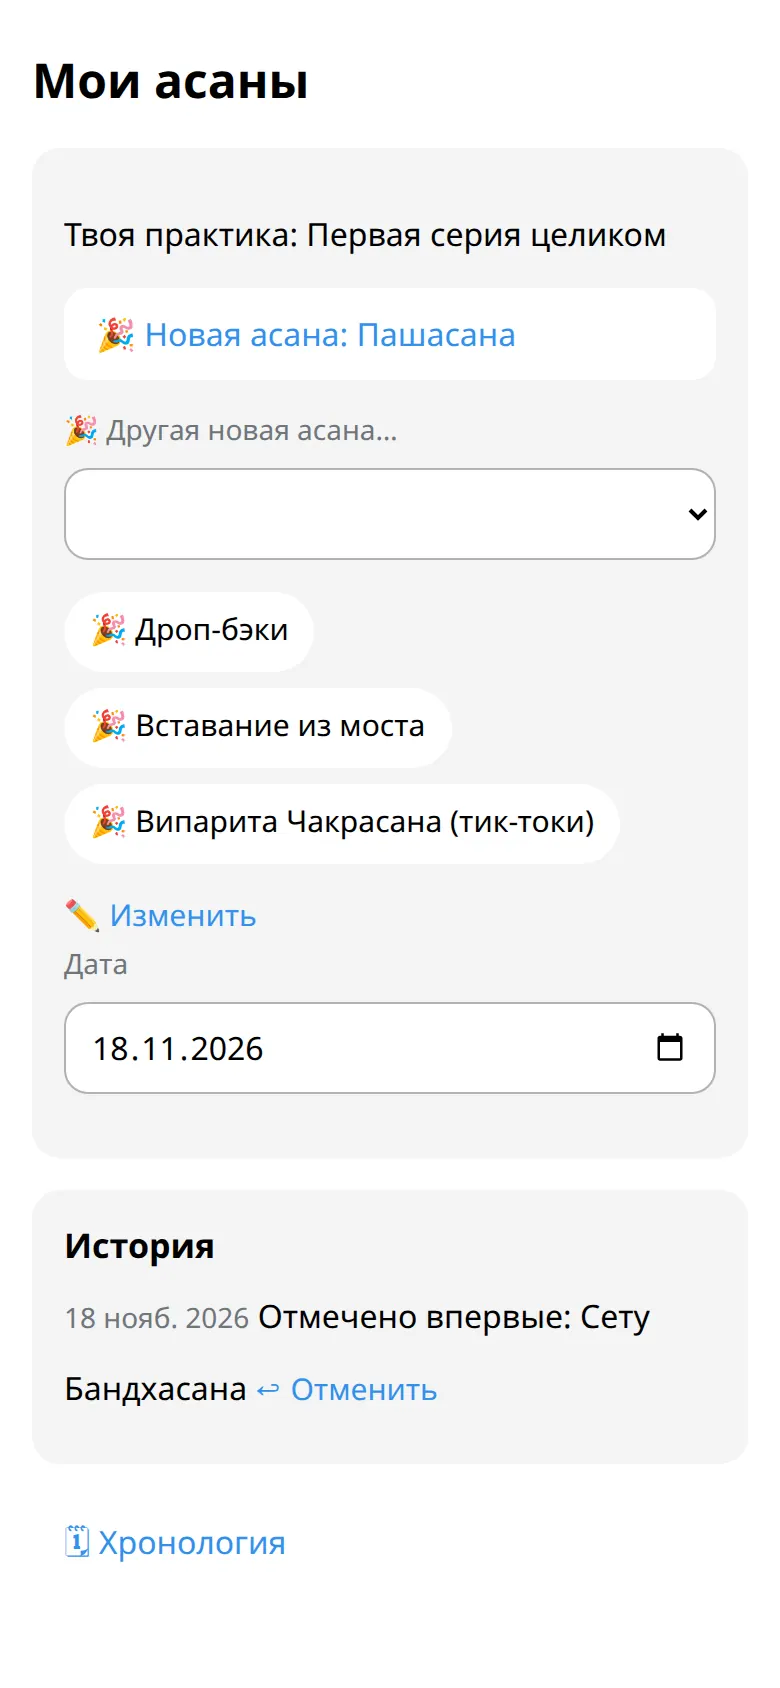 Мои асаны
Твоя практика: Первая серия целиком
🎉 Новая асана: Пашасана
🎉 Другая новая асана...
🎉 Дроп-бэки
🎉 Вставание из моста
🎉 Випарита Чакрасана (тик-токи)
✏️ Изменить
Дата
18.11.2026
История
18 нояб. 2026 Отмечено впервые: Сету
Бандхасана ↩ Отменить
🗓 Хронология